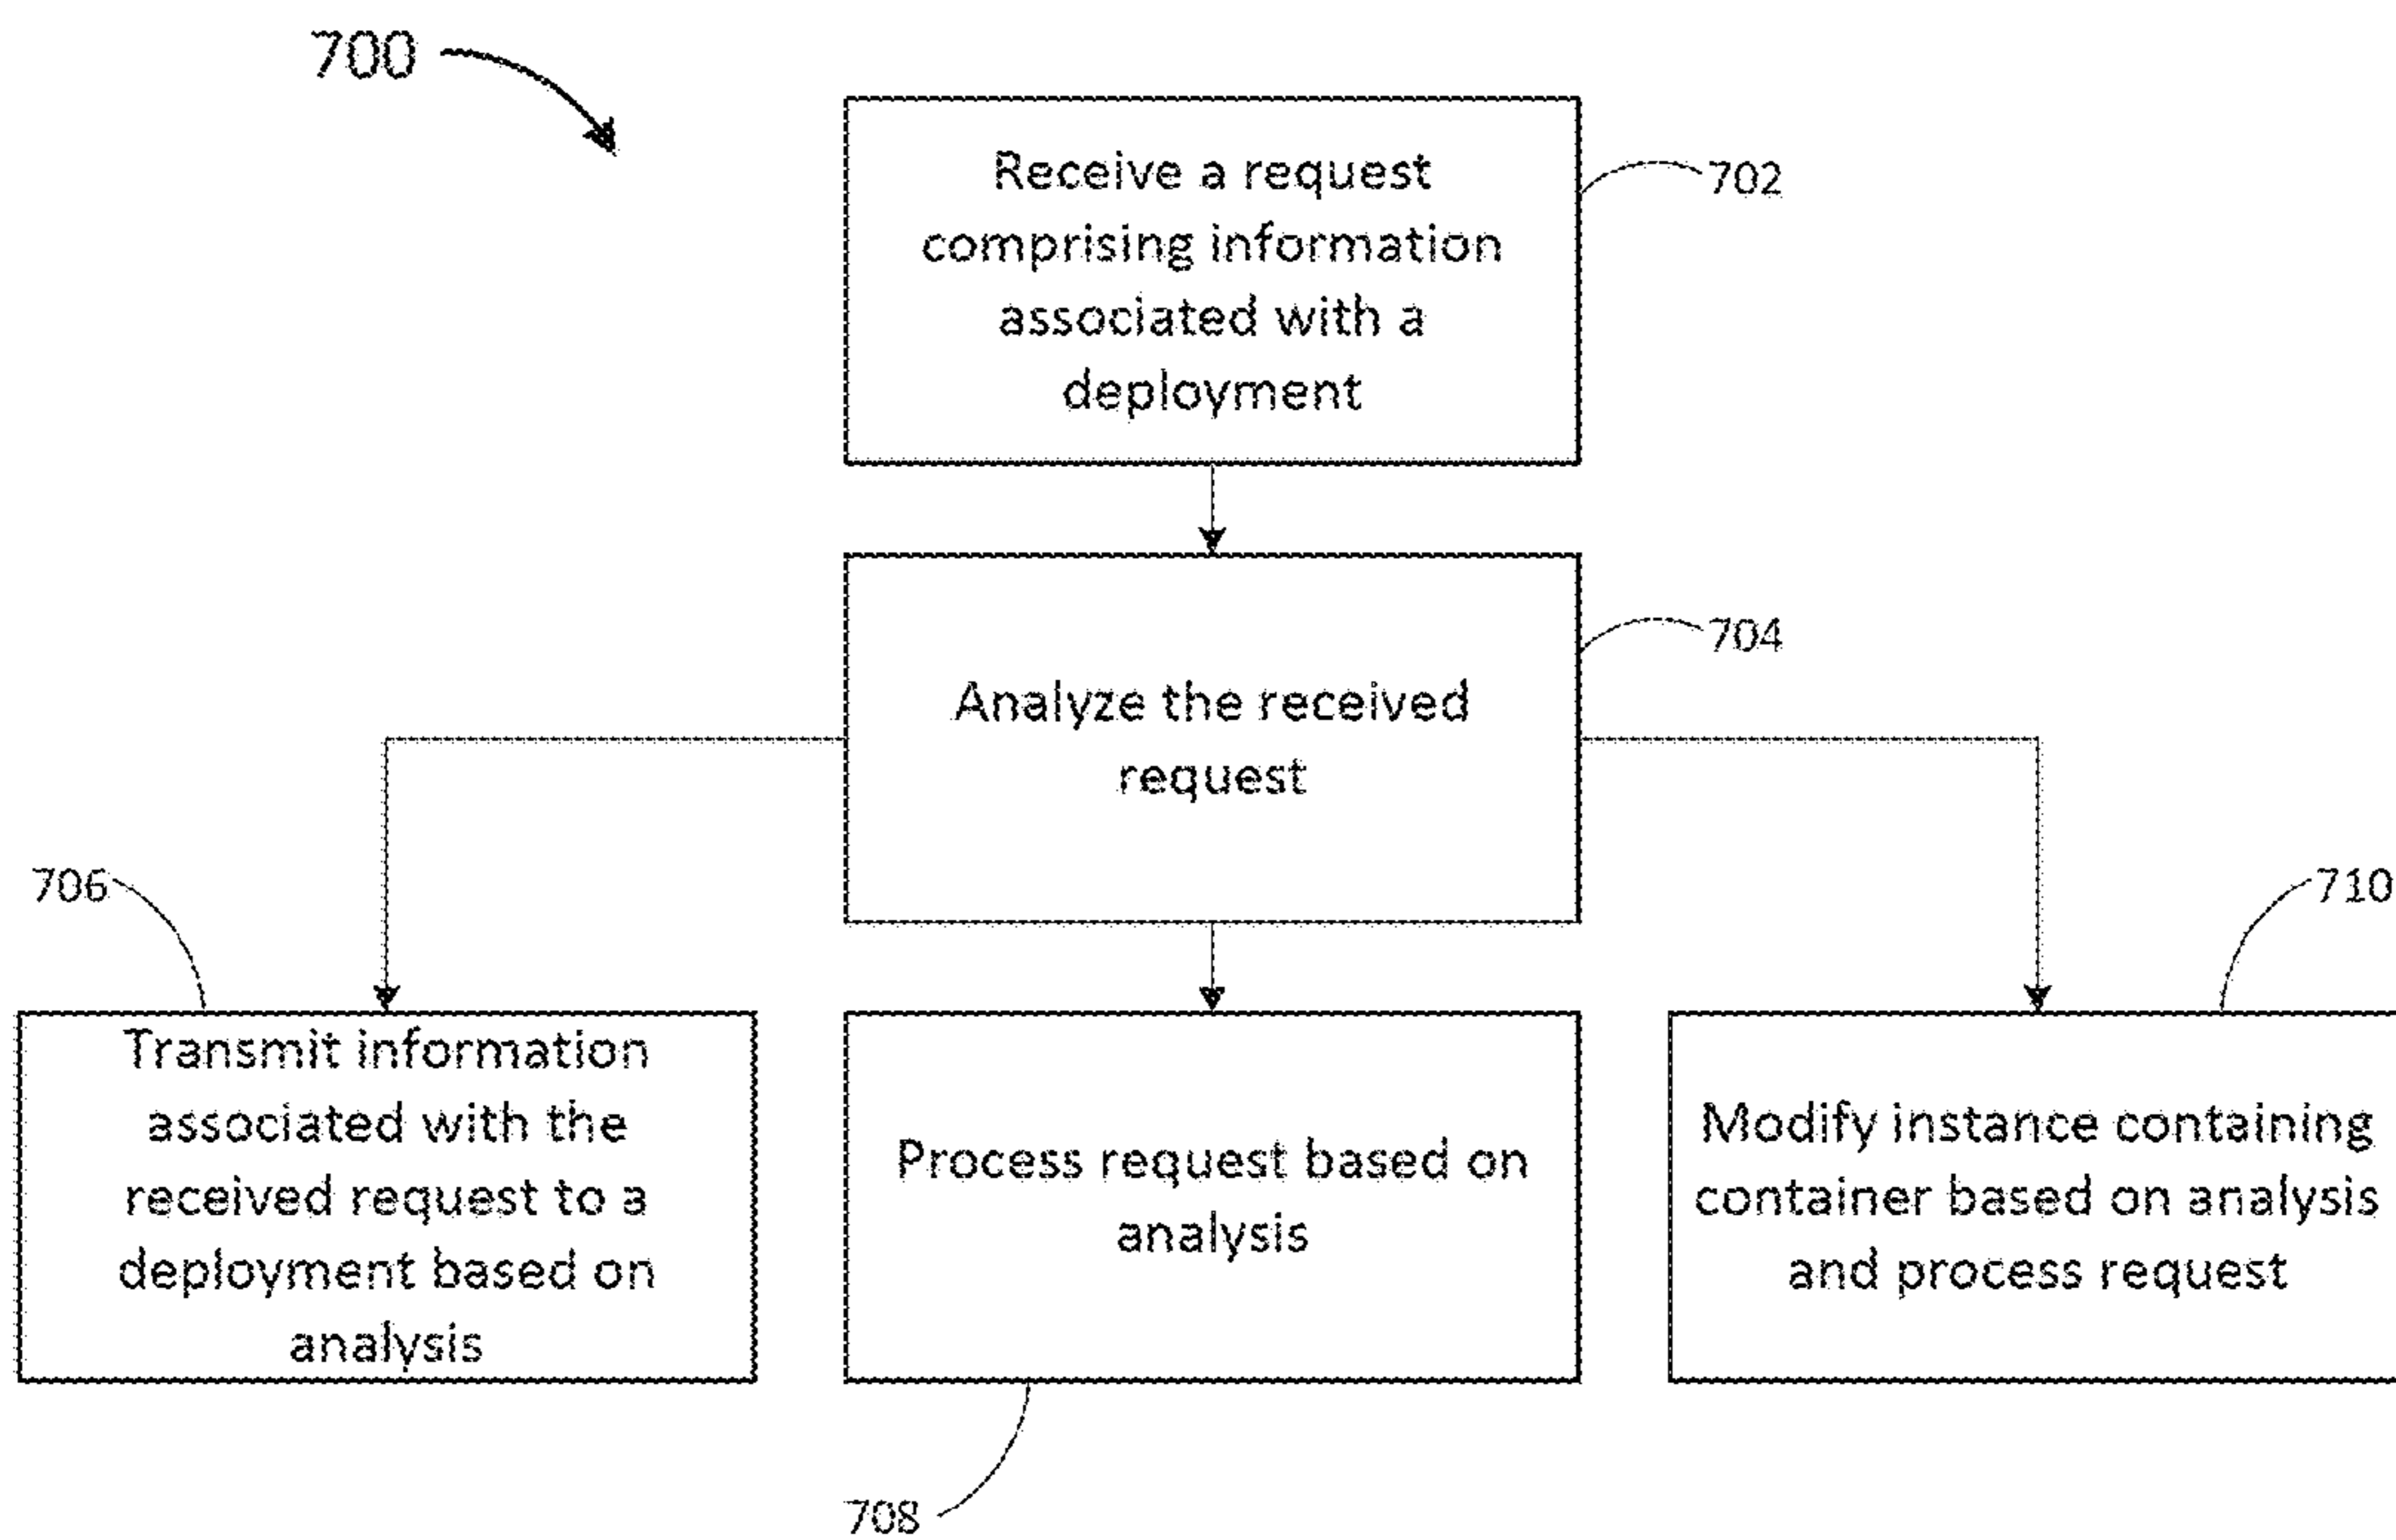 700
Receive a request
comprising information
associated with a
deployment
702
Analyze the received
request
704
706
Transmit information
associated with the
received request to a
deployment based on
analysis
Process request based on
analysis
708
710
Modify instance containing
container based on analysis
and process request